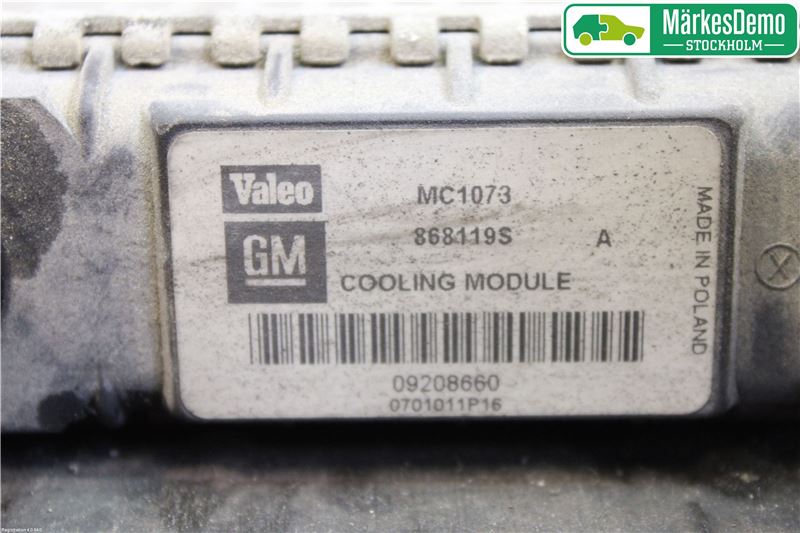 MärkesDemo
STOCKHOLM
Valeo
MC1073
868119S A
GM
COOLING MODULE
09208660
0701011P16
MADE IN POLAND